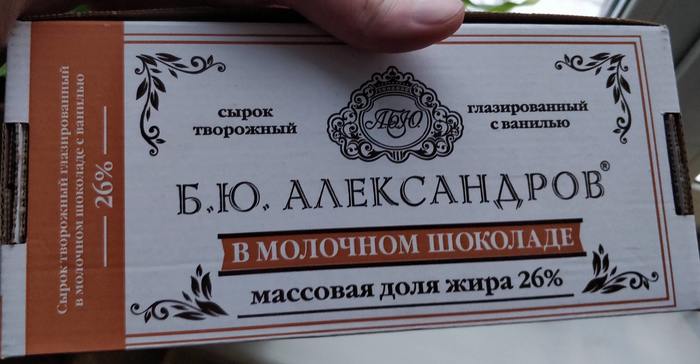 Сырок творожный глазированный
в молочном шоколаде с ванилью
26%
сырок
творожный
глазированный
с ванилью
Б.Ю. АЛЕКСАНДРОВ®
В МОЛОЧНОМ ШОКОЛАДЕ
массовая доля жира 26%